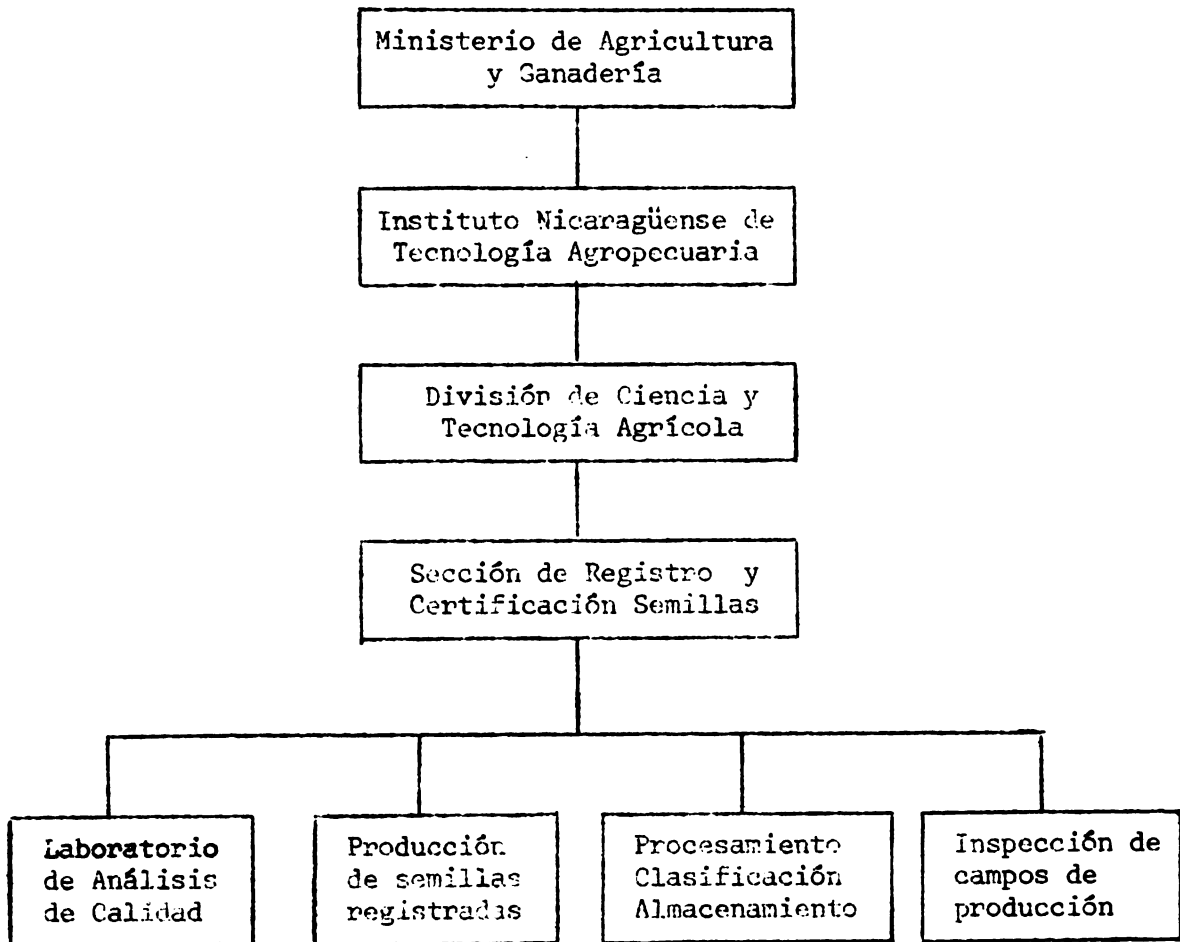 Ministerio de Agricultura
y Ganadería
Instituto Nicaragüense de
Tecnología Agropecuaria
División de Ciencia y
Tecnología Agrícola
Sección de Registro y
Certificación Semillas
Laboratorio
de Análisis
de Calidad
Producción
de semillas
registradas
Procesamiento
Clasificación
Almacenamiento
Inspección de
campos de
producción